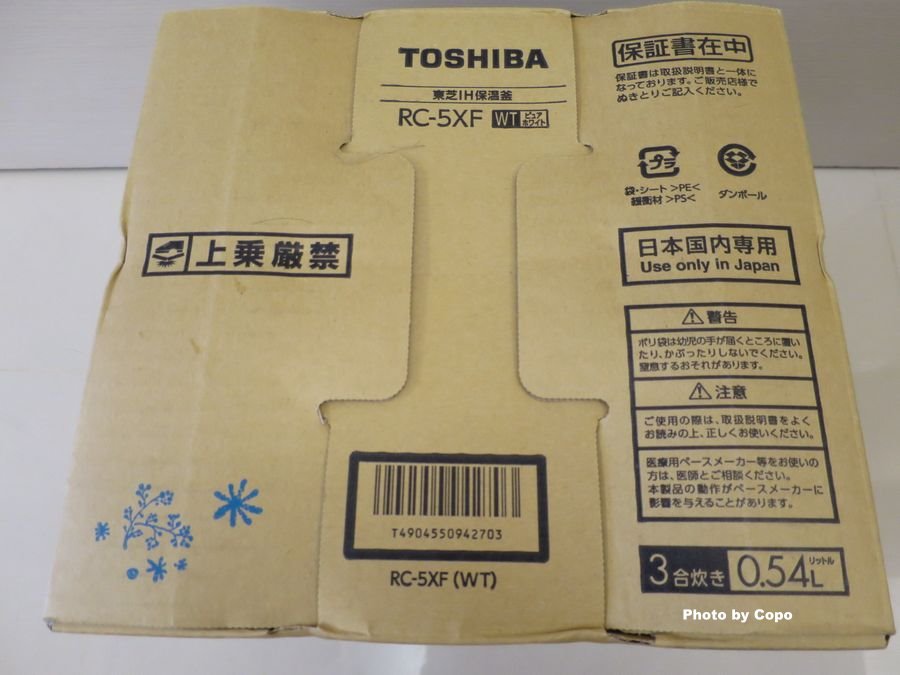 TOSHIBA
東芝IH保温釜
RC-5XF WT ピュア
ホワイト
保証書在中
保証書は取扱説明書と一体に
なっております。ご販売店様で
ぬきとりご記入ください。
プラ
袋・シート >PE<
緩衝材 >PS<
ダンボール
上乗厳禁
日本国内専用
Use only in Japan
警告
ポリ袋は幼児の手が届くところに置い
たり、かぶったりしないでください。
窒息するおそれがあります。
注意
ご使用の際は、取扱説明書をよく
お読みの上、正しくお使いください。
医療用ペースメーカー等をお使いの
方は、医師とご相談ください。
本製品の動作がペースメーカーに
影響を与えることがあります。
T4904550942703
RC-5XF (WT)
3合炊き 0.54L リットル
Photo by Copo